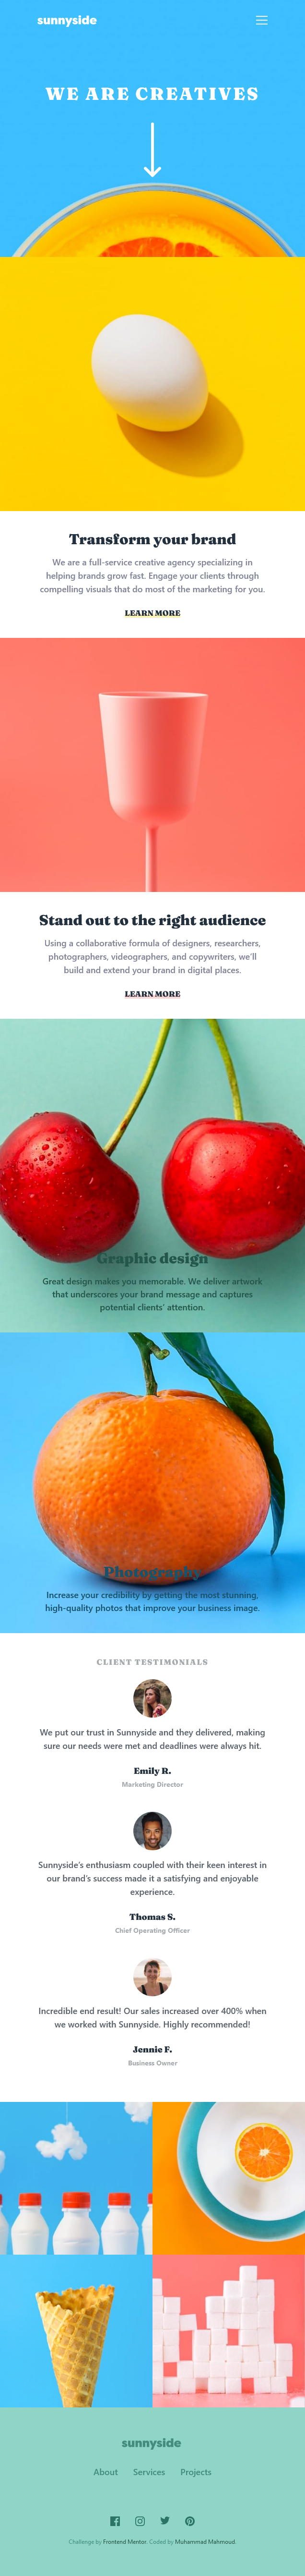 sunnyside
WE ARE CREATIVES
Transform your brand
We are a full-service creative agency specializing in
helping brands grow fast. Engage your clients through
compelling visuals that do most of the marketing for you.
LEARN MORE
Stand out to the right audience
Using a collaborative formula of designers, researchers,
photographers, videographers, and copywriters, we'll
build and extend your brand in digital places.
LEARN MORE
Graphic design
Great design makes you memorable. We deliver artwork
that underscores your brand message and captures
potential clients' attention.
Photography
Increase your credibility by getting the most stunning,
high-quality photos that improve your business image.
CLIENT TESTIMONIALS
We put our trust in Sunnyside and they delivered, making
sure our needs were met and deadlines were always hit.
Emily R.
Marketing Director
Sunnyside's enthusiasm coupled with their keen interest in
our brand's success made it a satisfying and enjoyable
experience.
Thomas S.
Chief Operating Officer
Incredible end result! Our sales increased over 400% when
we worked with Sunnyside. Highly recommended!
Jennie F.
Business Owner
sunnyside
About Services Projects
Challenge by Frontend Mentor. Coded by Muhammad Mahmoud.